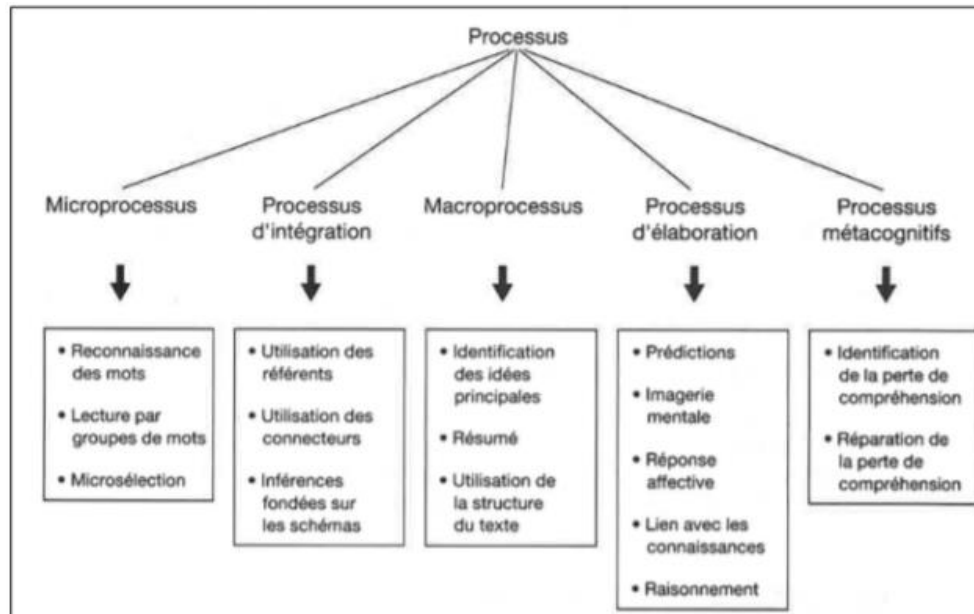 Processus
Microprocessus
Processus
d'intégration
Macroprocessus
Processus
d'élaboration
Processus
métacognitifs
• Reconnaissance
des mots
• Lecture par
groupes de mots
• Microsélection
• Utilisation des
référents
• Utilisation des
connecteurs
• Inférences
fondées sur
les schémas
• Identification
des idées
principales
• Résumé
• Utilisation de
la structure
du texte
• Prédictions
• Imagerie
mentale
• Réponse
affective
• Lien avec les
connaissances
• Raisonnement
• Identification
de la perte de
compréhension
• Réparation de
la perte de
compréhension